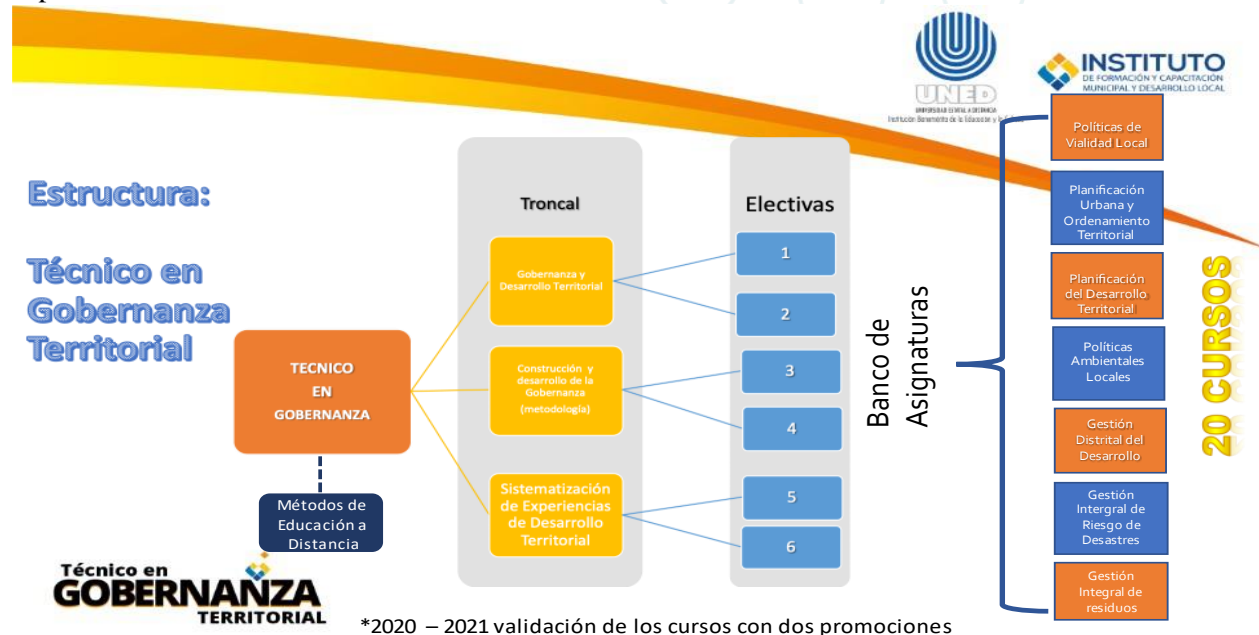 UNED
UNIVERSIDAD ESTATAL A DISTANCIA
INSTITUTO
DE FORMACIÓN Y CAPACITACIÓN
MUNICIPAL Y DESARROLLO LOCAL
Estructura:
Técnico en
Gobernanza
Territorial
TECNICO
EN
GOBERNANZA
Métodos de
Educación a
Distancia
Troncal
Gobernanza y
Desarrollo Territorial
Construcción y
desarrollo de la
Gobernanza
(metodología)
Sistematización
de Experiencias
de Desarrollo
Territorial
Electivas
1
2
3
4
5
6
Banco de
Asignaturas
Políticas de
Vialidad Local
Planificación
Urbana y
Ordenamiento
Territorial
Planificación
del Desarrollo
Territorial
Políticas
Ambientales
Locales
Gestión
Distrital del
Desarrollo
Gestión
Intergral de
Riesgo de
Desastres
Gestión
Integral de
residuos
20 CURSOS
Técnico en
GOBERNANZA
TERRITORIAL
*2020 – 2021 validación de los cursos con dos promociones